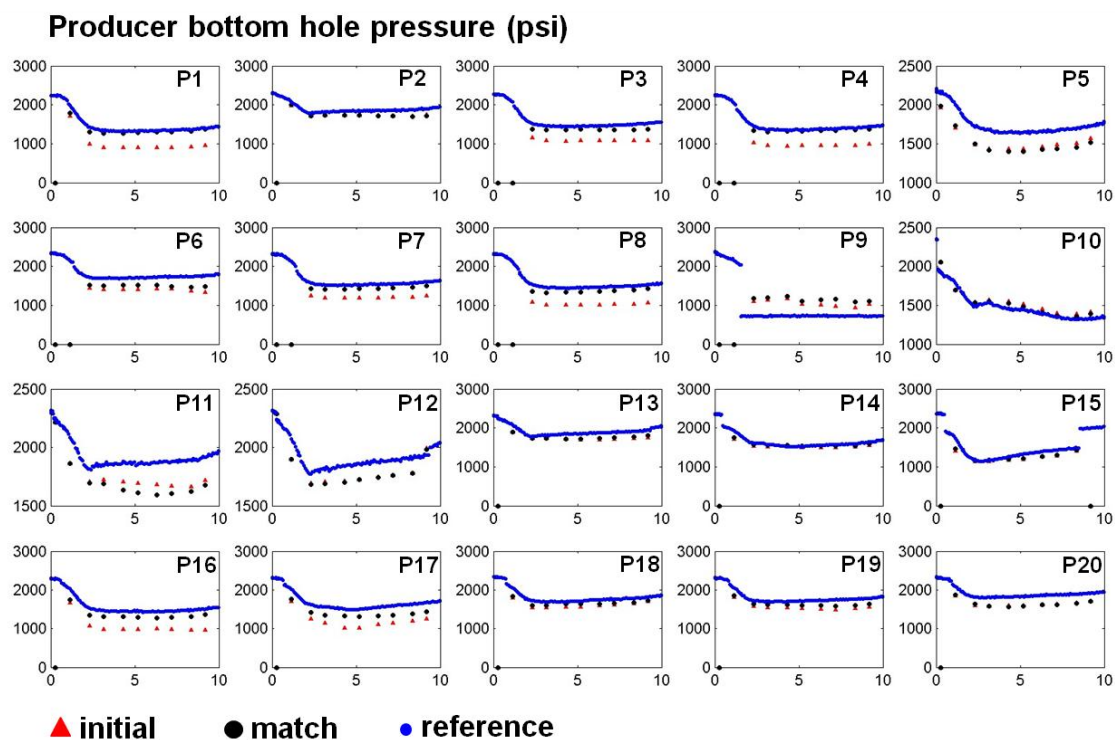 Producer bottom hole pressure (psi)
P1 P2 P3 P4 P5
3000 3000 3000 3000 2500
2000 2000 2000 2000 2000
1000 1000 1000 1000 1500
0 0 0 0 1000
0 5 10 0 5 10 0 5 10 0 5 10 0 5 10
P6 P7 P8 P9 P10
3000 3000 3000 3000 2500
2000 2000 2000 2000 2000
1000 1000 1000 1000 1500
0 0 0 0 1000
0 5 10 0 5 10 0 5 10 0 5 10 0 5 10
P11 P12 P13 P14 P15
2500 2500 3000 3000 3000
2000 2000 2000 2000 2000
1000 1000 1000
1500 1500 0 0 0
0 5 10 0 5 10 0 5 10 0 5 10 0 5 10
P16 P17 P18 P19 P20
3000 3000 3000 3000 3000
2000 2000 2000 2000 2000
1000 1000 1000 1000 1000
0 0 0 0 0
0 5 10 0 5 10 0 5 10 0 5 10 0 5 10
initial match reference